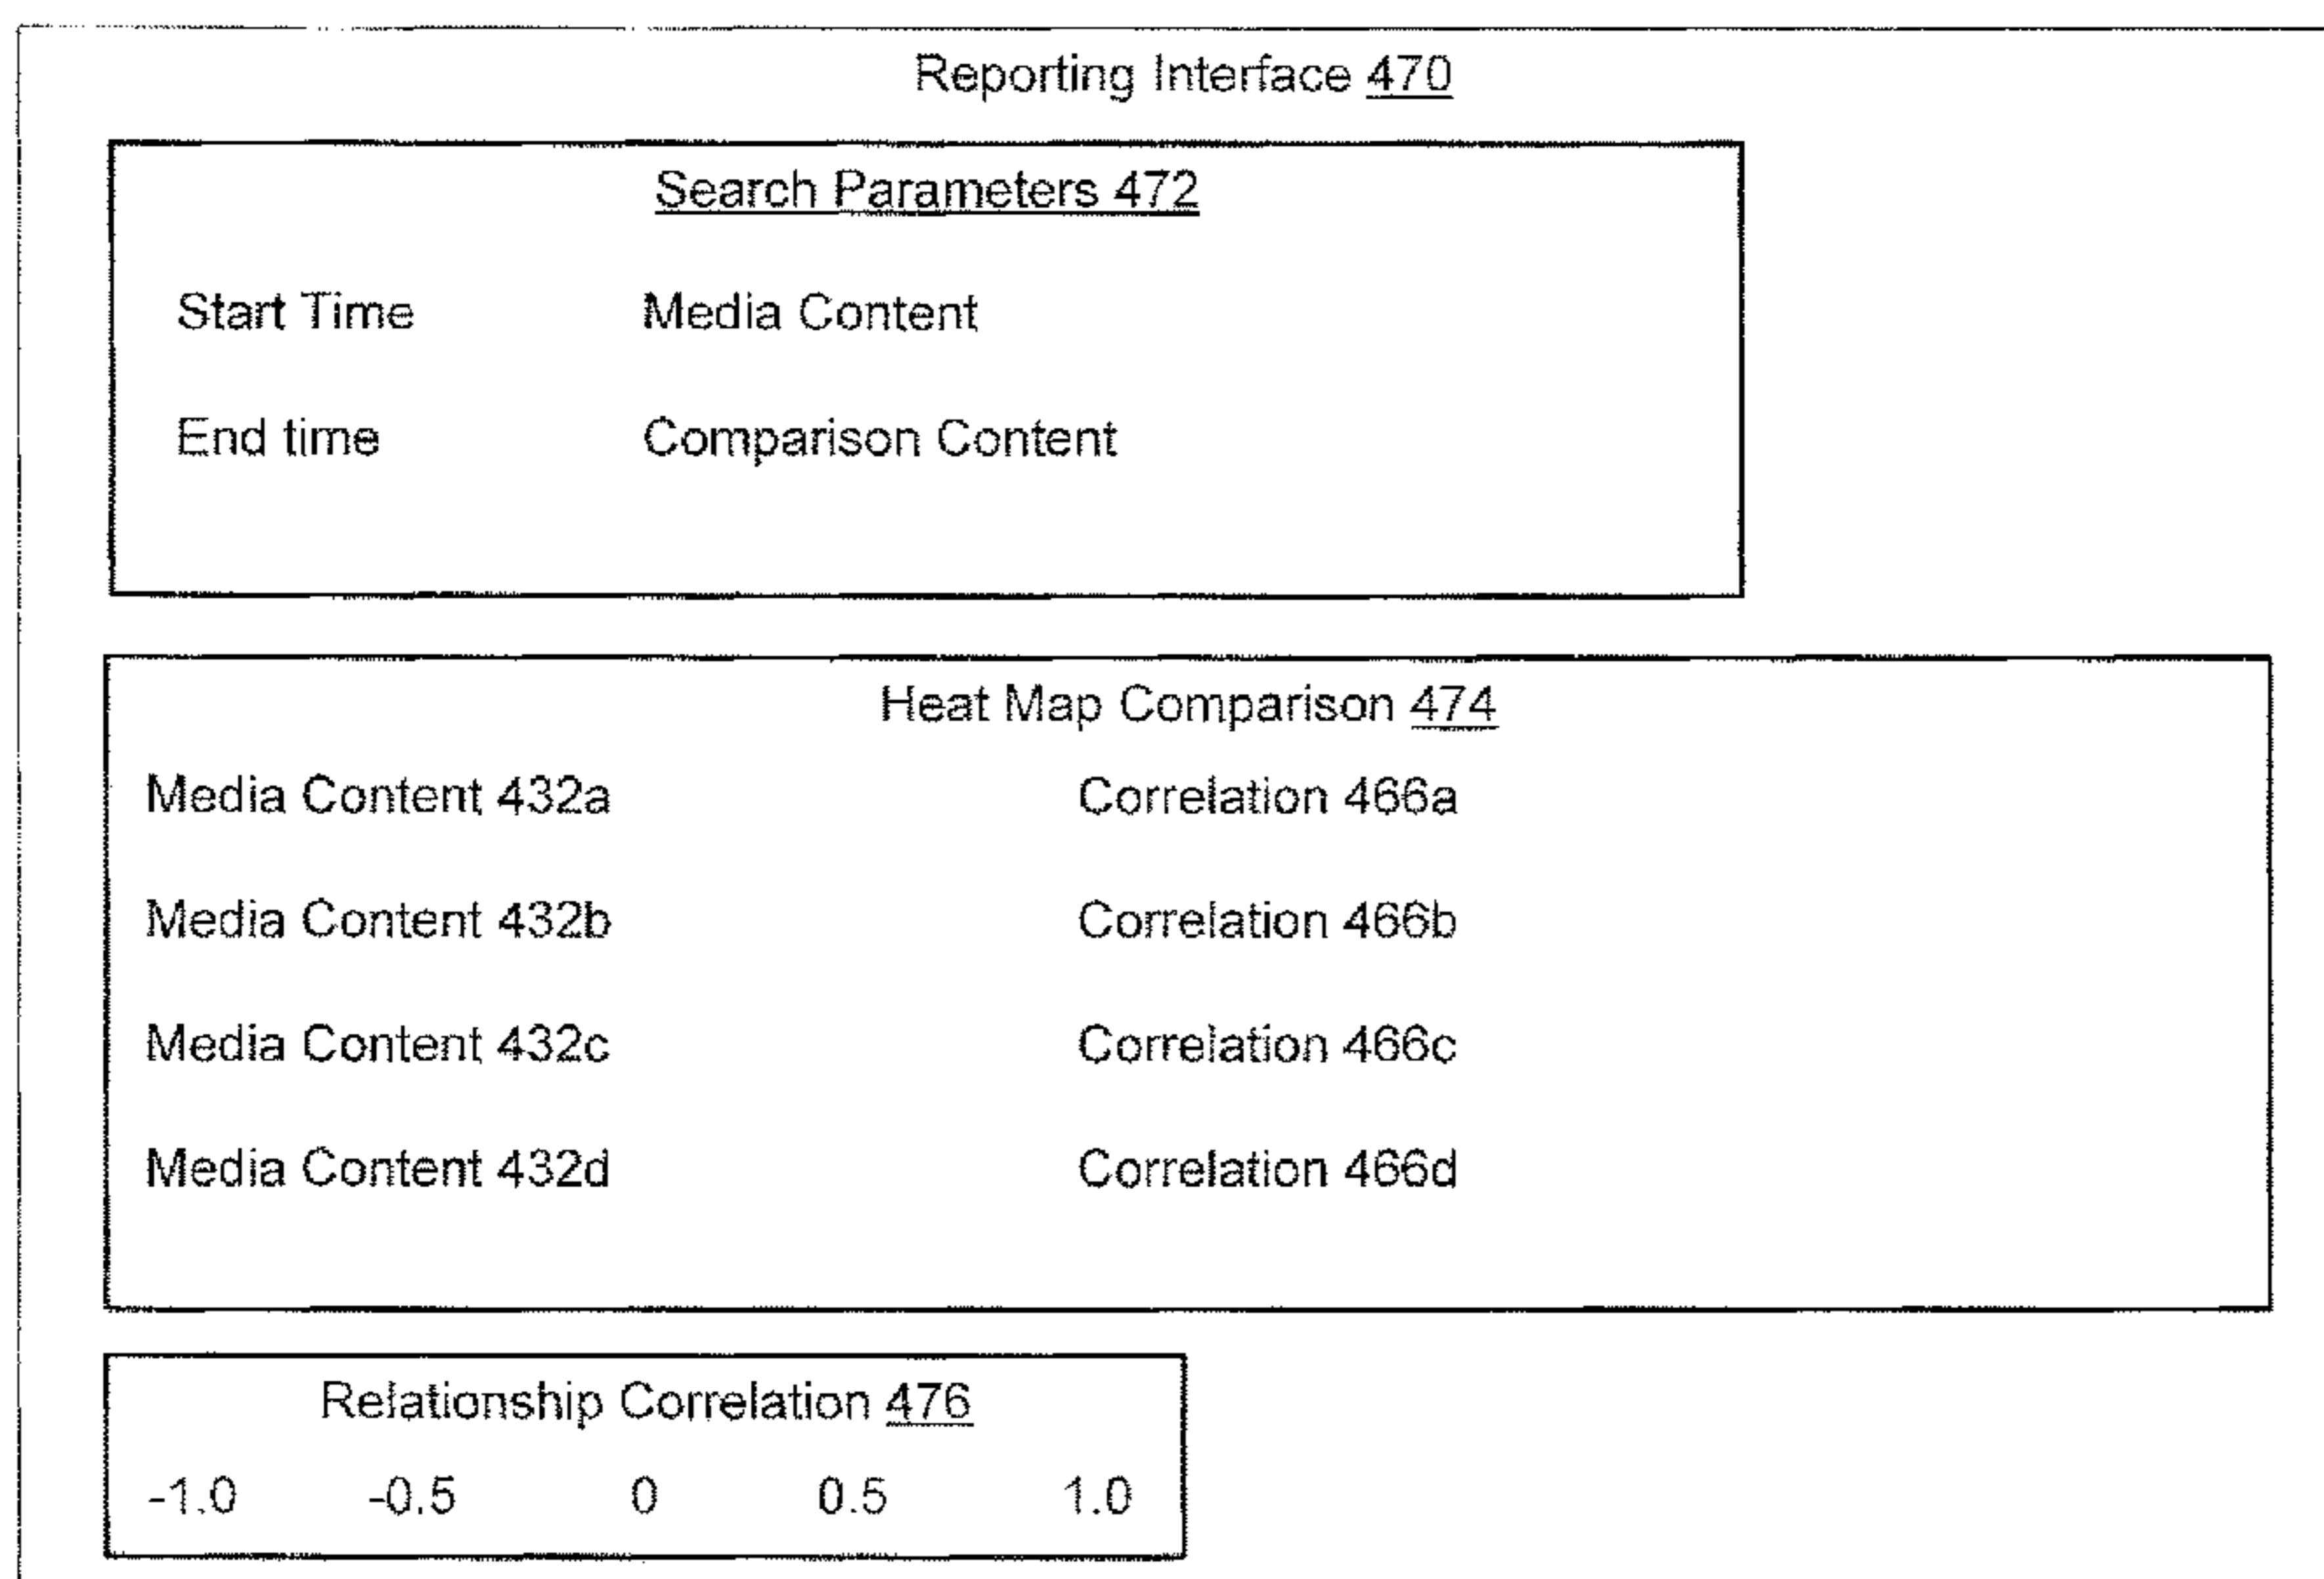 Reporting Interface 470
Search Parameters 472
Start Time Media Content
End time Comparison Content
Heat Map Comparison 474
Media Content 432a Correlation 466a
Media Content 432b Correlation 466b
Media Content 432c Correlation 466c
Media Content 432d Correlation 466d
Relationship Correlation 476
-1.0 -0.5 0 0.5 1.0